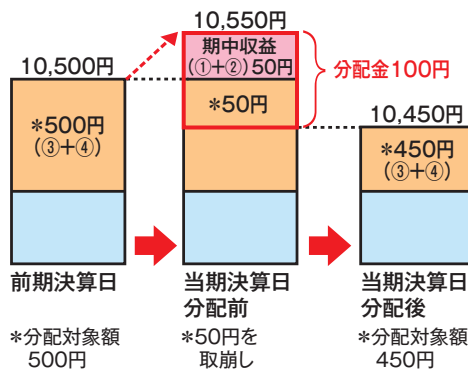 10,550円
期中収益
(①+②)50円
10,500円
分配金100円
*50円
10,450円
*500円
(③+④)
*450円
(③+④)
前期決算日
当期決算日
分配前
当期決算日
分配後
*分配対象額
500円
*50円を
取崩し
*分配対象額
450円